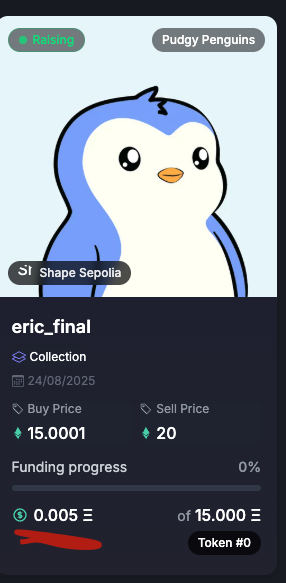 Raising
Pudgy Penguins
Shape Sepolia
eric_final
Collection
24/08/2025
Buy Price
Sell Price
15.0001
20
Funding progress
0%
0.005 Ξ
of 15.000 Ξ
Token #0